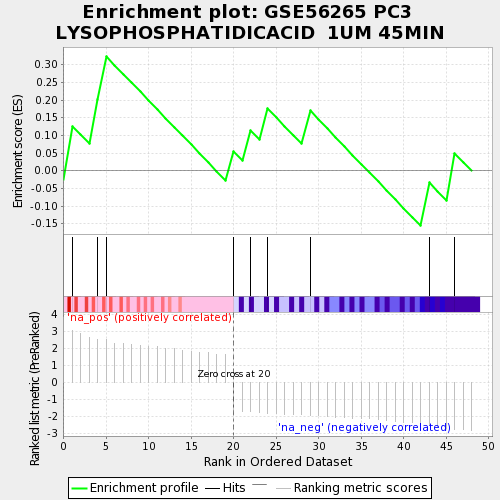 Enrichment plot: GSE56265 PC3
LYSOPHOSPHATIDICACID 1UM 45MIN
Enrichment score (ES)
0.30
0.25
0.20
0.15
0.10
0.05
0.00
-0.05
-0.10
-0.15
Ranked list metric (PreRanked)
4
3
2
1
0
-1
-2
-3
'na_pos' (positively correlated)
Zero cross at 20
'na_neg' (negatively correlated)
0 5 10 15 20 25 30 35 40 45 50
Rank in Ordered Dataset
Enrichment profile Hits Ranking metric scores